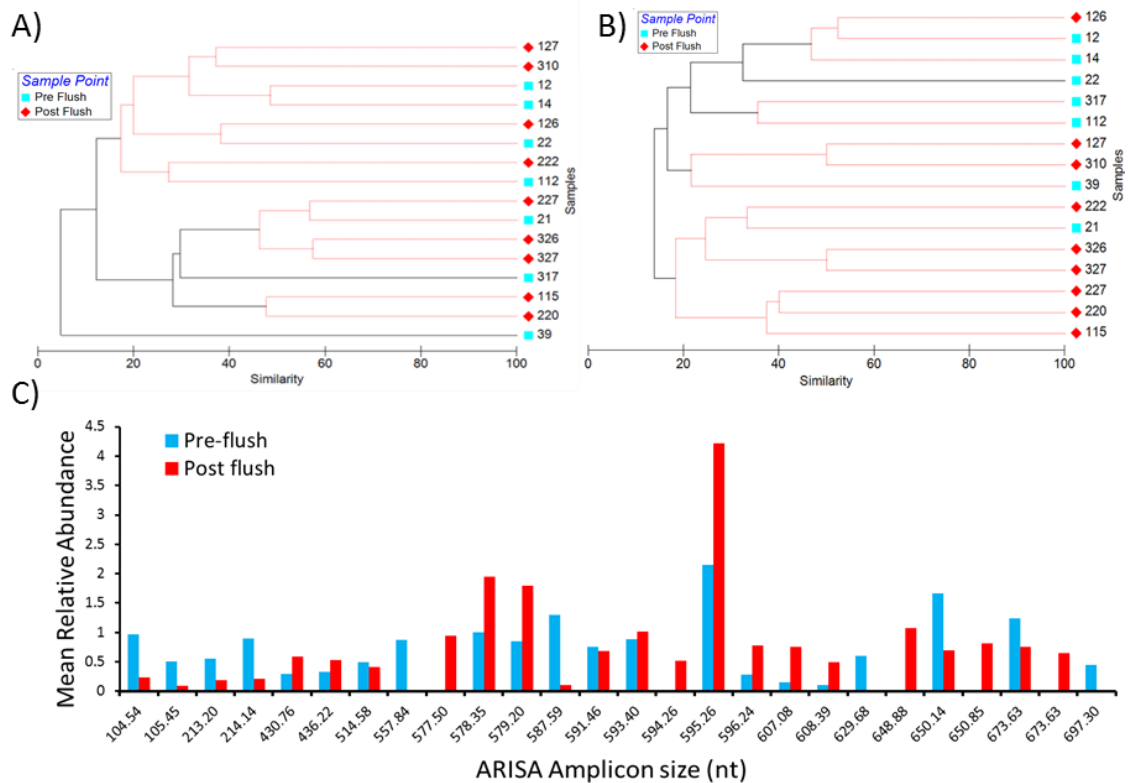 A)
Sample Point
Pre Flush
Post Flush
127
310
12
14
126
22
222
112
227
21
326
327
317
115
220
39
Samples
0 20 40 60 80 100
Similarity
B)
Sample Point
Pre Flush
Post Flush
126
12
14
22
317
112
127
310
39
222
21
326
327
227
220
115
Samples
0 20 40 60 80 100
Similarity
C)
Mean Relative Abundance
4.5
4
3.5
3
2.5
2
1.5
1
0.5
0
Pre-flush
Post flush
104.54 105.45 213.20 214.14 430.76 436.22 514.58 557.84 577.50 578.35 579.20 587.59 591.46 593.40 594.26 595.26 596.24 607.08 608.39 629.68 648.88 650.14 650.85 673.63 673.63 697.30
ARISA Amplicon size (nt)